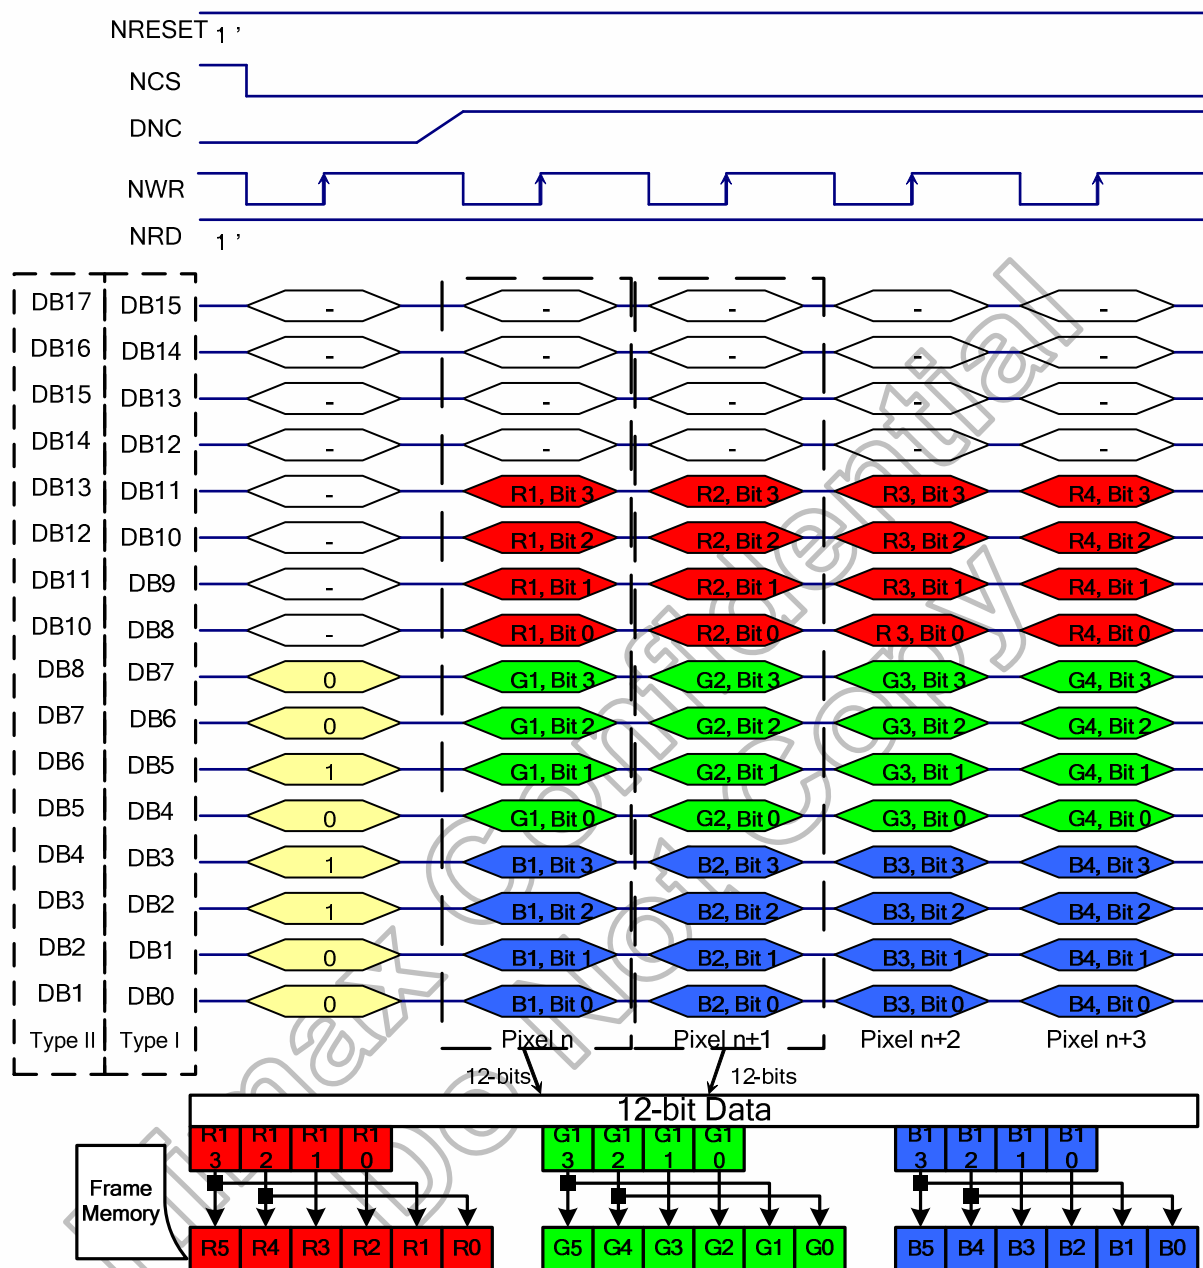 NRESET 1 ’
NCS
DNC
NWR
NRD 1 ’
DB17 DB15 - - - - -
DB16 DB14 - - - - -
DB15 DB13 - - - - -
DB14 DB12 - - - - -
DB13 DB11 - R1, Bit 3 R2, Bit 3 R3, Bit 3 R4, Bit 3
DB12 DB10 - R1, Bit 2 R2, Bit 2 R3, Bit 2 R4, Bit 2
DB11 DB9 - R1, Bit 1 R2, Bit 1 R3, Bit 1 R4, Bit 1
DB10 DB8 - R1, Bit 0 R2, Bit 0 R 3, Bit 0 R4, Bit 0
DB8 DB7 0 G1, Bit 3 G2, Bit 3 G3, Bit 3 G4, Bit 3
DB7 DB6 0 G1, Bit 2 G2, Bit 2 G3, Bit 2 G4, Bit 2
DB6 DB5 1 G1, Bit 1 G2, Bit 1 G3, Bit 1 G4, Bit 1
DB5 DB4 0 G1, Bit 0 G2, Bit 0 G3, Bit 0 G4, Bit 0
DB4 DB3 1 B1, Bit 3 B2, Bit 3 B3, Bit 3 B4, Bit 3
DB3 DB2 1 B1, Bit 2 B2, Bit 2 B3, Bit 2 B4, Bit 2
DB2 DB1 0 B1, Bit 1 B2, Bit 1 B3, Bit 1 B4, Bit 1
DB1 DB0 0 B1, Bit 0 B2, Bit 0 B3, Bit 0 B4, Bit 0
Type II Type I Pixel n Pixel n+1 Pixel n+2 Pixel n+3
12-bits 12-bits
12-bit Data
R1 R1 R1 R1 G1 G1 G1 G1 B1 B1 B1 B1
3 2 1 0 3 2 1 0 3 2 1 0
Frame
Memory
R5 R4 R3 R2 R1 R0 G5 G4 G3 G2 G1 G0 B5 B4 B3 B2 B1 B0
imax Confidential
Do Not Copy